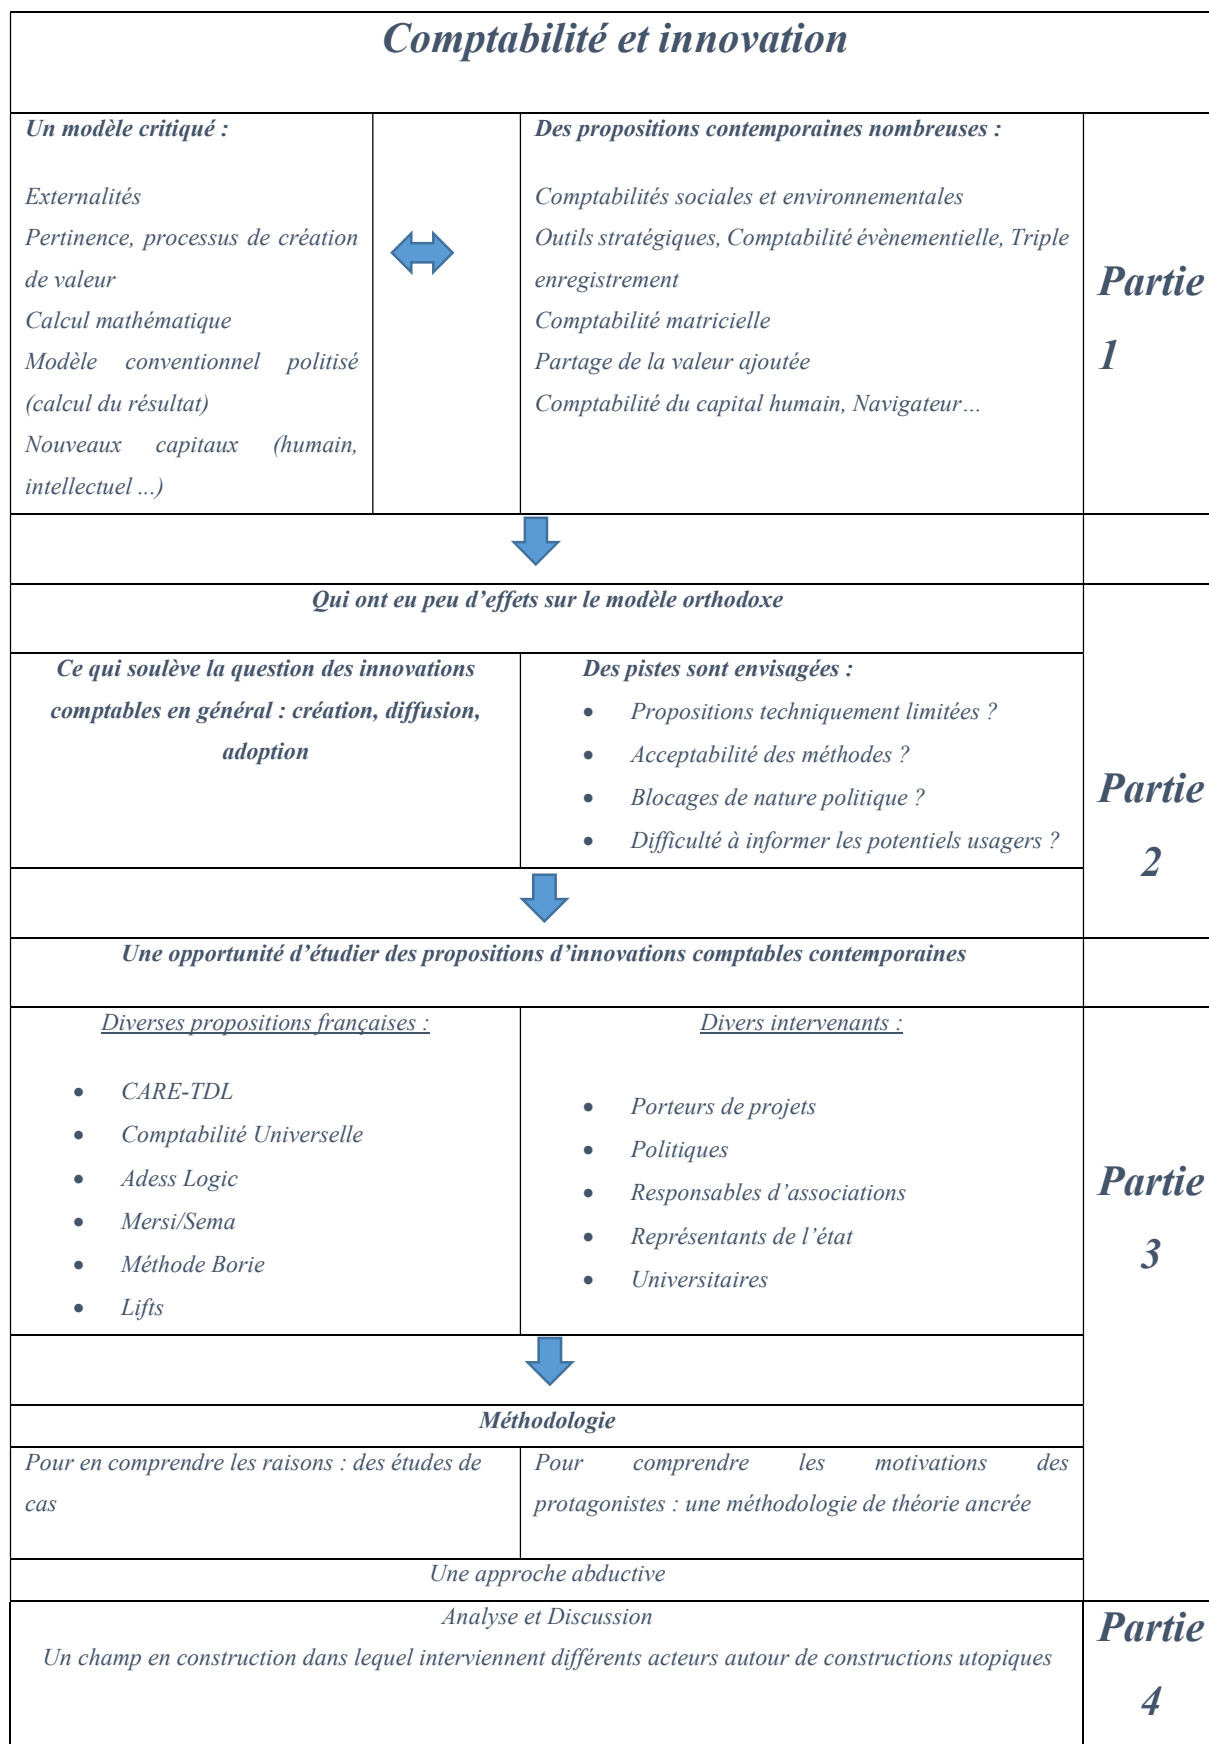 Comptabilité et innovation
Un modèle critiqué :
Externalités
Pertinence, processus de création
de valeur
Calcul mathématique
Modèle conventionnel politisé
(calcul du résultat)
Nouveaux capitaux (humain,
intellectuel ...)
Des propositions contemporaines nombreuses :
Comptabilités sociales et environnementales
Outils stratégiques, Comptabilité évènementielle, Triple
enregistrement
Comptabilité matricielle
Partage de la valeur ajoutée
Comptabilité du capital humain, Navigateur…
Partie
1
Qui ont eu peu d’effets sur le modèle orthodoxe
Ce qui soulève la question des innovations
comptables en général : création, diffusion,
adoption
Des pistes sont envisagées :
• Propositions techniquement limitées ?
• Acceptabilité des méthodes ?
• Blocages de nature politique ?
• Difficulté à informer les potentiels usagers ?
Partie
2
Une opportunité d’étudier des propositions d’innovations comptables contemporaines
Diverses propositions françaises :
• CARE-TDL
• Comptabilité Universelle
• Adess Logic
• Mersi/Sema
• Méthode Borie
• Lifts
Divers intervenants :
• Porteurs de projets
• Politiques
• Responsables d’associations
• Représentants de l’état
• Universitaires
Partie
3
Méthodologie
Pour en comprendre les raisons : des études de
cas
Pour comprendre les motivations des
protagonistes : une méthodologie de théorie ancrée
Une approche abductive
Analyse et Discussion
Un champ en construction dans lequel interviennent différents acteurs autour de constructions utopiques
Partie
4